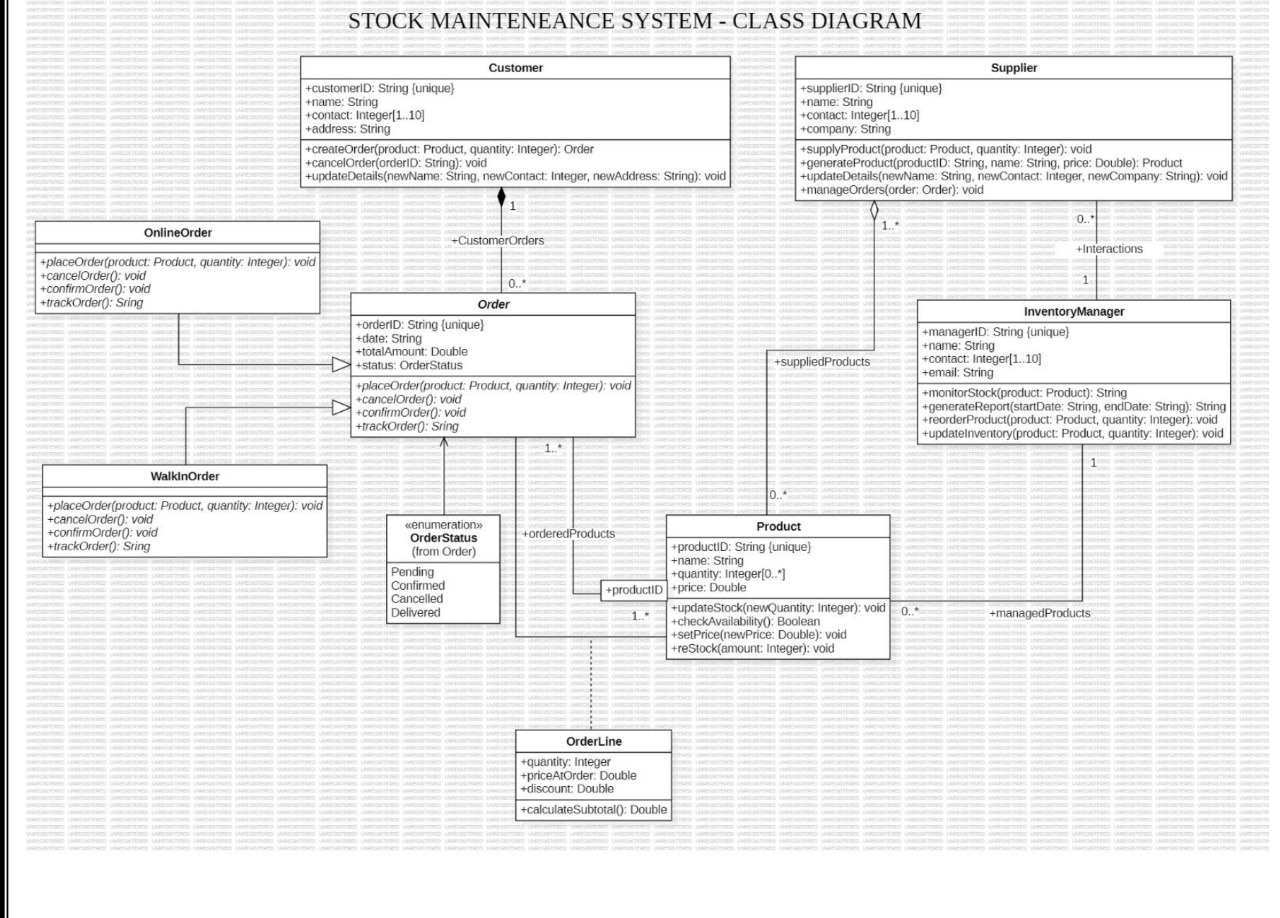 STOCK MAINTENEANCE SYSTEM - CLASS DIAGRAM
Customer
+customerID: String {unique}
+name: String
+contact: Integer[1..10]
+address: String
+createOrder(product: Product, quantity: Integer): Order
+cancelOrder(orderID: String): void
+updateDetails(newName: String, newContact: Integer, newAddress: String): void
Supplier
+supplierID: String {unique}
+name: String
+contact: Integer[1..10]
+company: String
+supplyProduct(product: Product, quantity: Integer): void
+generateProduct(productID: String, name: String, price: Double): Product
+updateDetails(newName: String, newContact: Integer, newCompany: String): void
+manageOrders(order: Order): void
1
+CustomerOrders
0..*
1..*
0..*
+Interactions
1
OnlineOrder
+placeOrder(product: Product, quantity: Integer): void
+cancelOrder(): void
+confirmOrder(): void
+trackOrder(): Sring
Order
+orderID: String {unique}
+date: String
+totalAmount: Double
+status: OrderStatus
+placeOrder(product: Product, quantity: Integer): void
+cancelOrder(): void
+confirmOrder(): void
+trackOrder(): Sring
InventoryManager
+managerID: String {unique}
+name: String
+contact: Integer[1..10]
+email: String
+monitorStock(product: Product): String
+generateReport(startDate: String, endDate: String): String
+reorderProduct(product: Product, quantity: Integer): void
+updateInventory(product: Product, quantity: Integer): void
+suppliedProducts
0..*
1..*
1
WalkInOrder
+placeOrder(product: Product, quantity: Integer): void
+cancelOrder(): void
+confirmOrder(): void
+trackOrder(): Sring
«enumeration»
OrderStatus
(from Order)
Pending
Confirmed
Cancelled
Delivered
+orderedProducts
+productID
1..*
Product
+productID: String {unique}
+name: String
+quantity: Integer[0..*]
+price: Double
+updateStock(newQuantity: Integer): void
+checkAvailability(): Boolean
+setPrice(newPrice: Double): void
+reStock(amount: Integer): void
0..*
+managedProducts
OrderLine
+quantity: Integer
+priceAtOrder: Double
+discount: Double
+calculateSubtotal(): Double